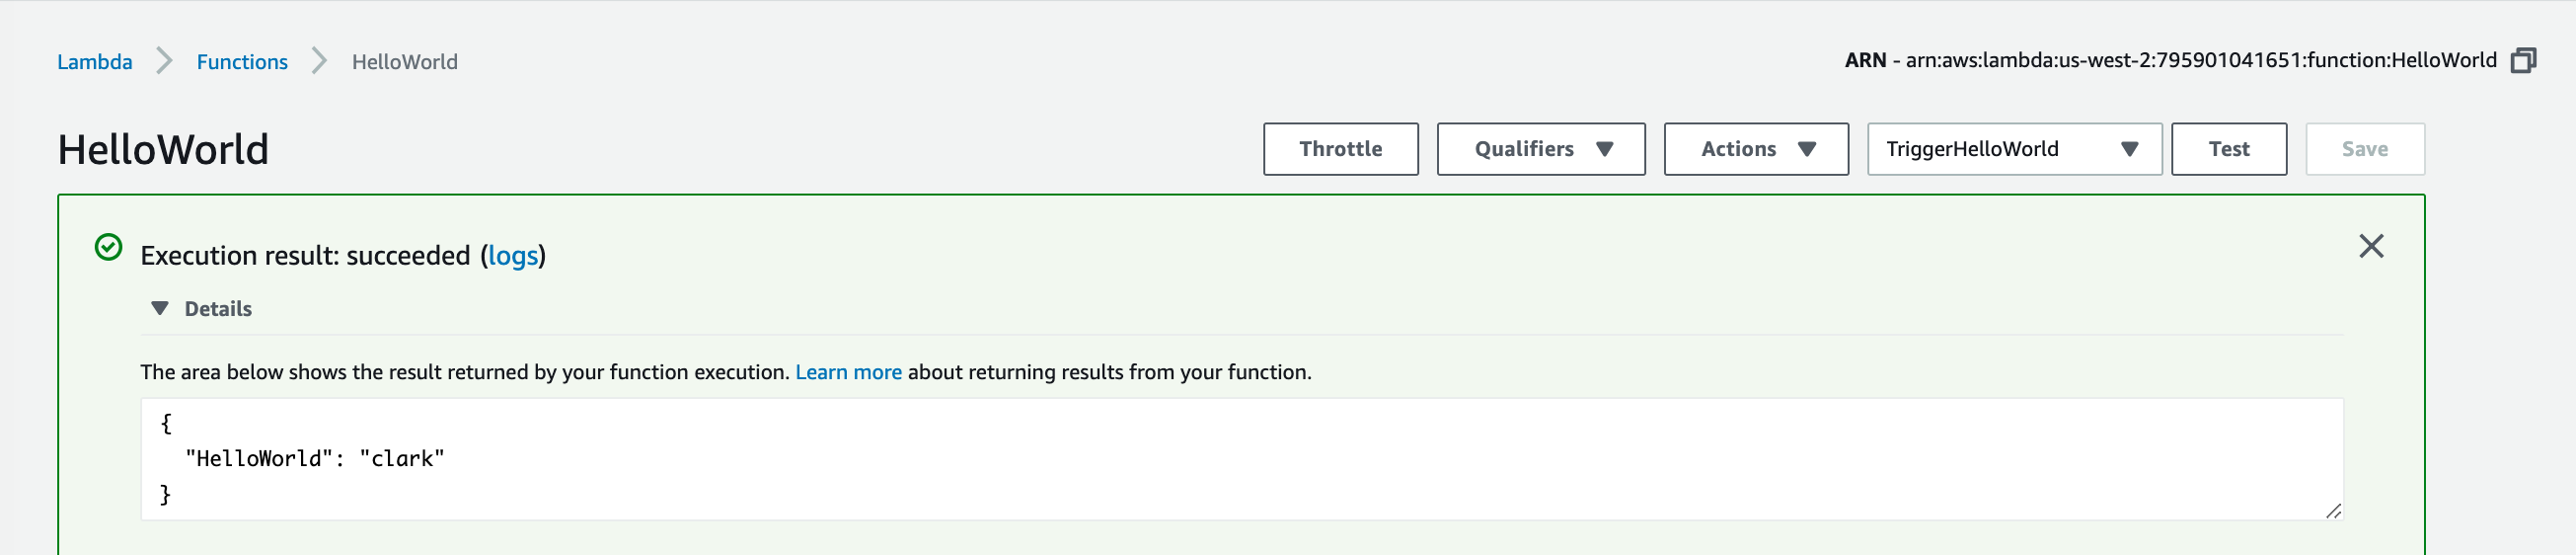 Lambda Functions HelloWorld
ARN - arn:aws:lambda:us-west-2:795901041651:function:HelloWorld
HelloWorld
Throttle Qualifiers Actions TriggerHelloWorld Test Save
Execution result: succeeded (logs)
Details
The area below shows the result returned by your function execution. Learn more about returning results from your function.
{
  "HelloWorld": "clark"
}